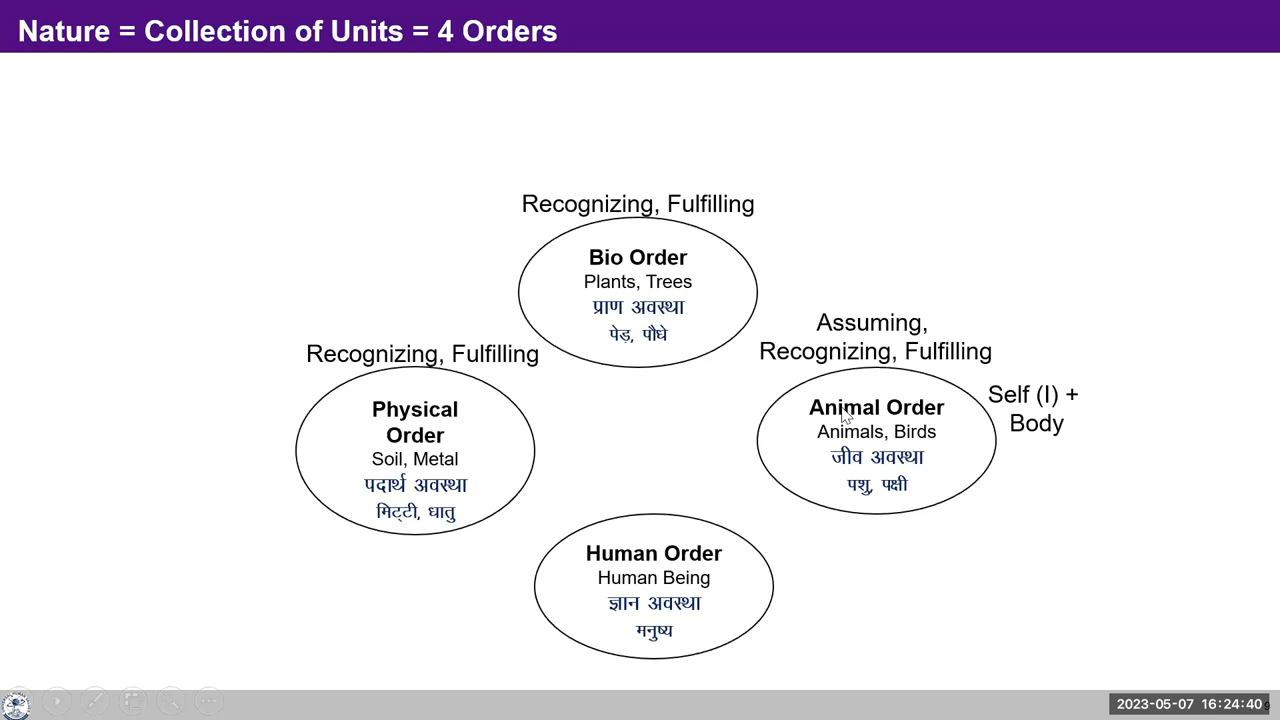 Nature = Collection of Units = 4 Orders
Recognizing, Fulfilling
Bio Order
Plants, Trees
प्राण अवस्था
पेड़, पौधे
Recognizing, Fulfilling
Physical
Order
Soil, Metal
पदार्थ अवस्था
मिट्टी, धातु
Assuming,
Recognizing, Fulfilling
Animal Order
Animals, Birds
जीव अवस्था
पशु, पक्षी
Self (I) +
Body
Human Order
Human Being
ज्ञान अवस्था
मनुष्य
2023-05-07 16:24:40
9